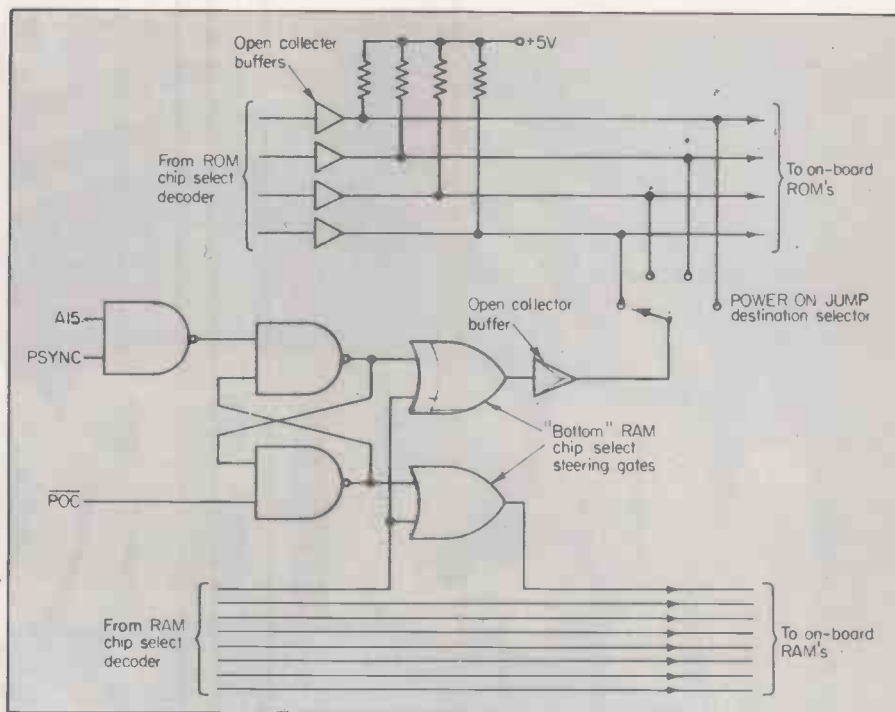 Open collecter
buffers
+5V
From ROM
chip select
decoder
To on-board
ROM's
POWER ON JUMP
destination selector
Open collector
buffer
A15
PSYNC
"Bottom" RAM
chip select
steering gates
POC
From RAM
chip select
decoder
To on-board
RAM's